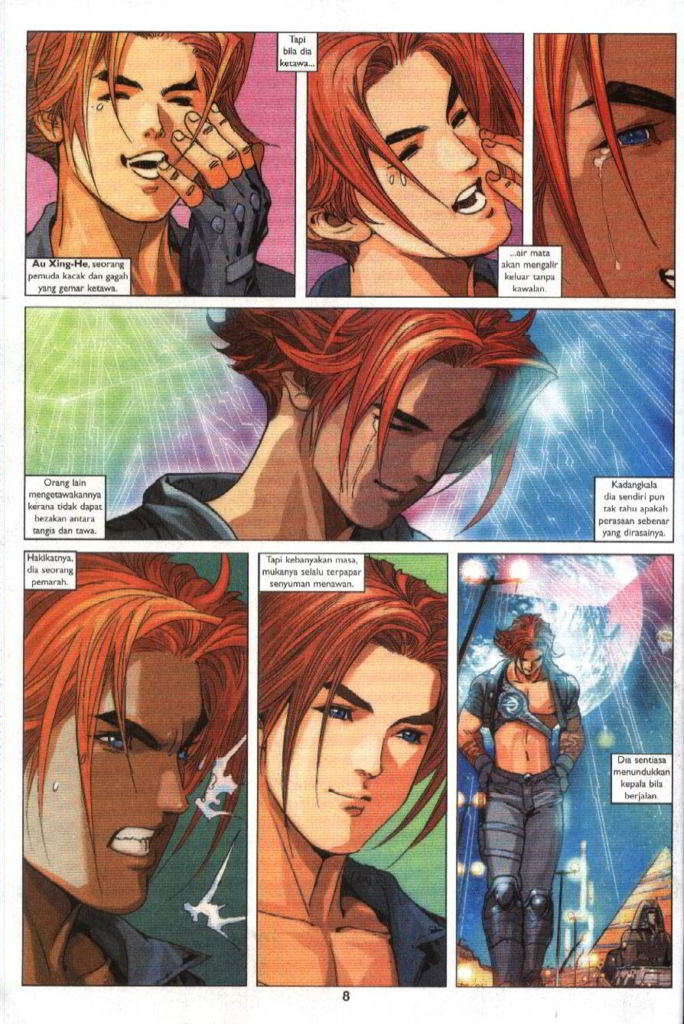 Au Xing-He, seorang
pemuda kacak dan gagah
yang gemar ketawa.
Tapi
bila dia
ketawa...
...air mata
akan mengalir
keluar tanpa
kawalan.
Orang lain
mengetawakannya
kerana tidak dapat
bezakan antara
tangis dan tawa.
Kadangkala
dia sendiri pun
tak tahu apakah
perasaan sebenar
yang dirasainya.
Hakikatnya,
dia seorang
pemarah.
Tapi kebanyakan masa,
mukanya selalu terpapar
senyuman menawan.
Dia sentiasa
menundukkan
kepala bila
berjalan.
8